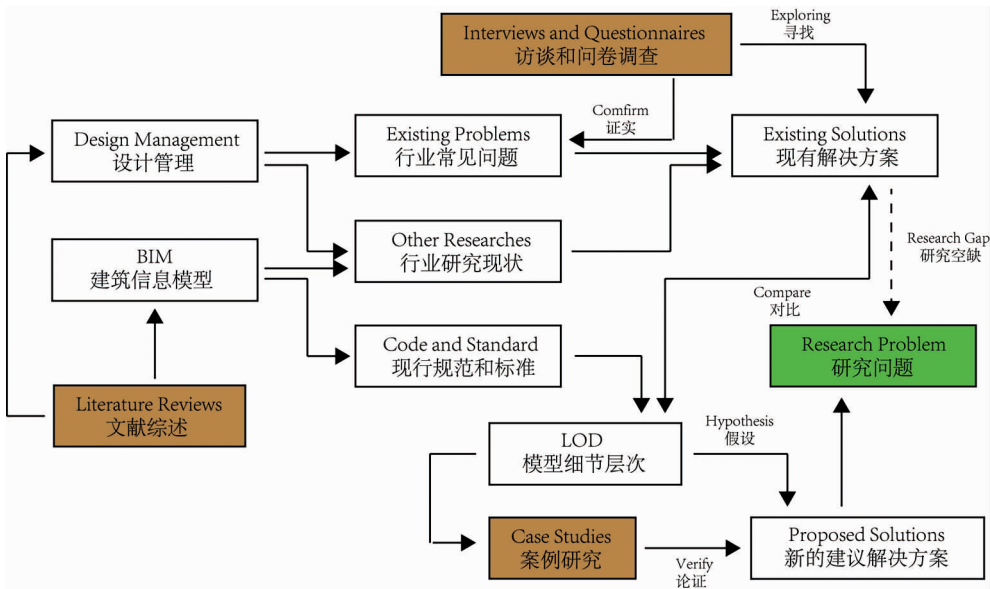 Interviews and Questionnaires
访谈和问卷调查
Exploring
寻找
Comfirm
证实
Design Management
设计管理
Existing Problems
行业常见问题
Existing Solutions
现有解决方案
BIM
建筑信息模型
Other Researches
行业研究现状
Research Gap
研究空缺
Compare
对比
Code and Standard
现行规范和标准
Research Problem
研究问题
Literature Reviews
文献综述
LOD
模型细节层次
Hypothesis
假设
Case Studies
案例研究
Verify
论证
Proposed Solutions
新的建议解决方案